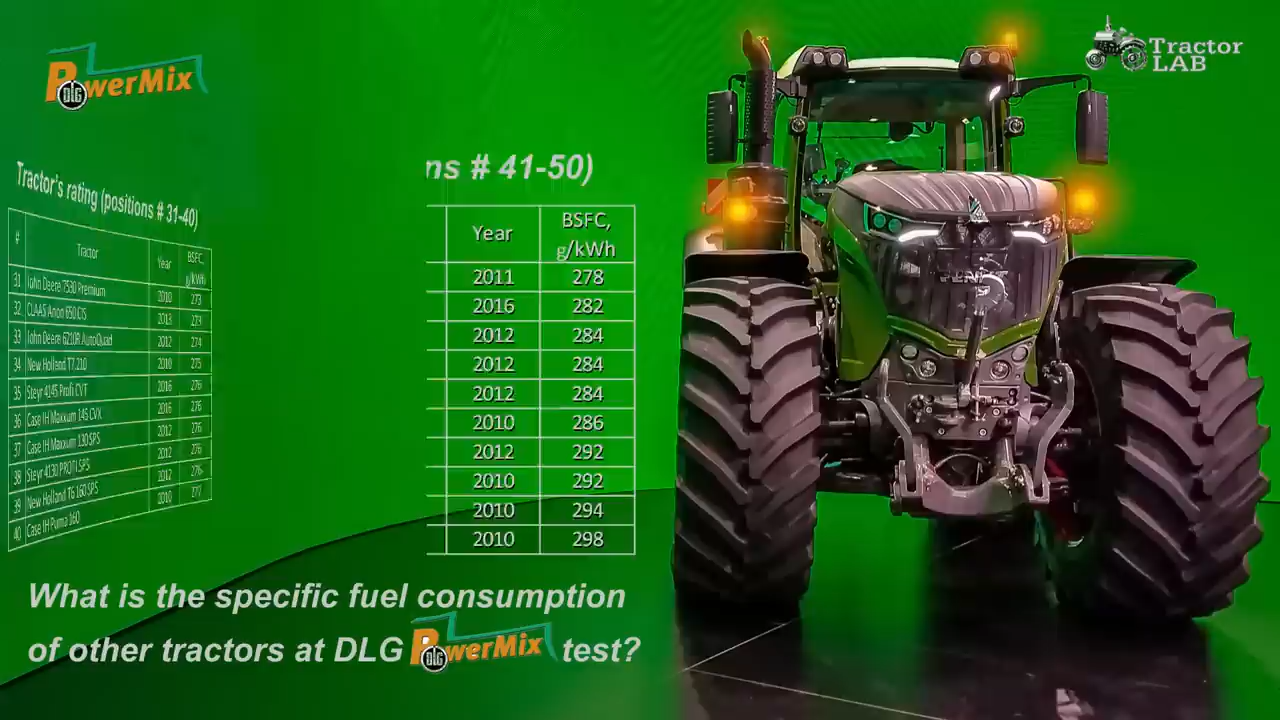 PowerMix
DLG
Tractor
LAB
Tractor's rating (positions # 31-40)
# Tractor Year BSFC, g/kWh
31 John Deere 7530 Premium 2010 273
32 CLAAS Arion 650 CIS 2013 273
33 John Deere 6210R AutoQuad 2012 274
34 New Holland T7.210 2010 275
35 Steyr 4145 Profi CVT 2016 276
36 Case IH Maxxum 145 CVX 2016 276
37 Case IH Maxxum 130 SPS 2012 276
38 Steyr 4130 PROFI SPS 2012 276
39 New Holland T6 160 SPS 2012 276
40 Case IH Puma 160 2010 277
ns # 41-50)
Year BSFC, g/kWh
2011 278
2016 282
2012 284
2012 284
2012 284
2010 286
2012 292
2010 292
2010 294
2010 298
FENDT
What is the specific fuel consumption
of other tractors at DLG PowerMix test?
DLG